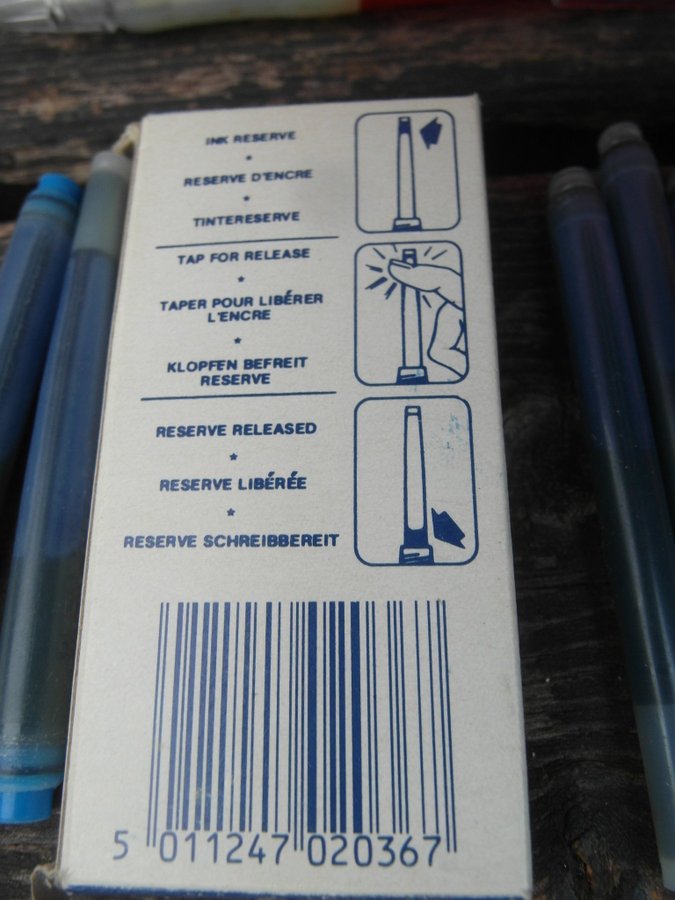 INK RESERVE
*
RESERVE D'ENCRE
*
TINTERESERVE
TAP FOR RELEASE
*
TAPER POUR LIBÉRER
L'ENCRE
*
KLOPFEN BEFREIT
RESERVE
RESERVE RELEASED
*
RESERVE LIBÉRÉE
*
RESERVE SCHREIBBEREIT
5 011247 020367